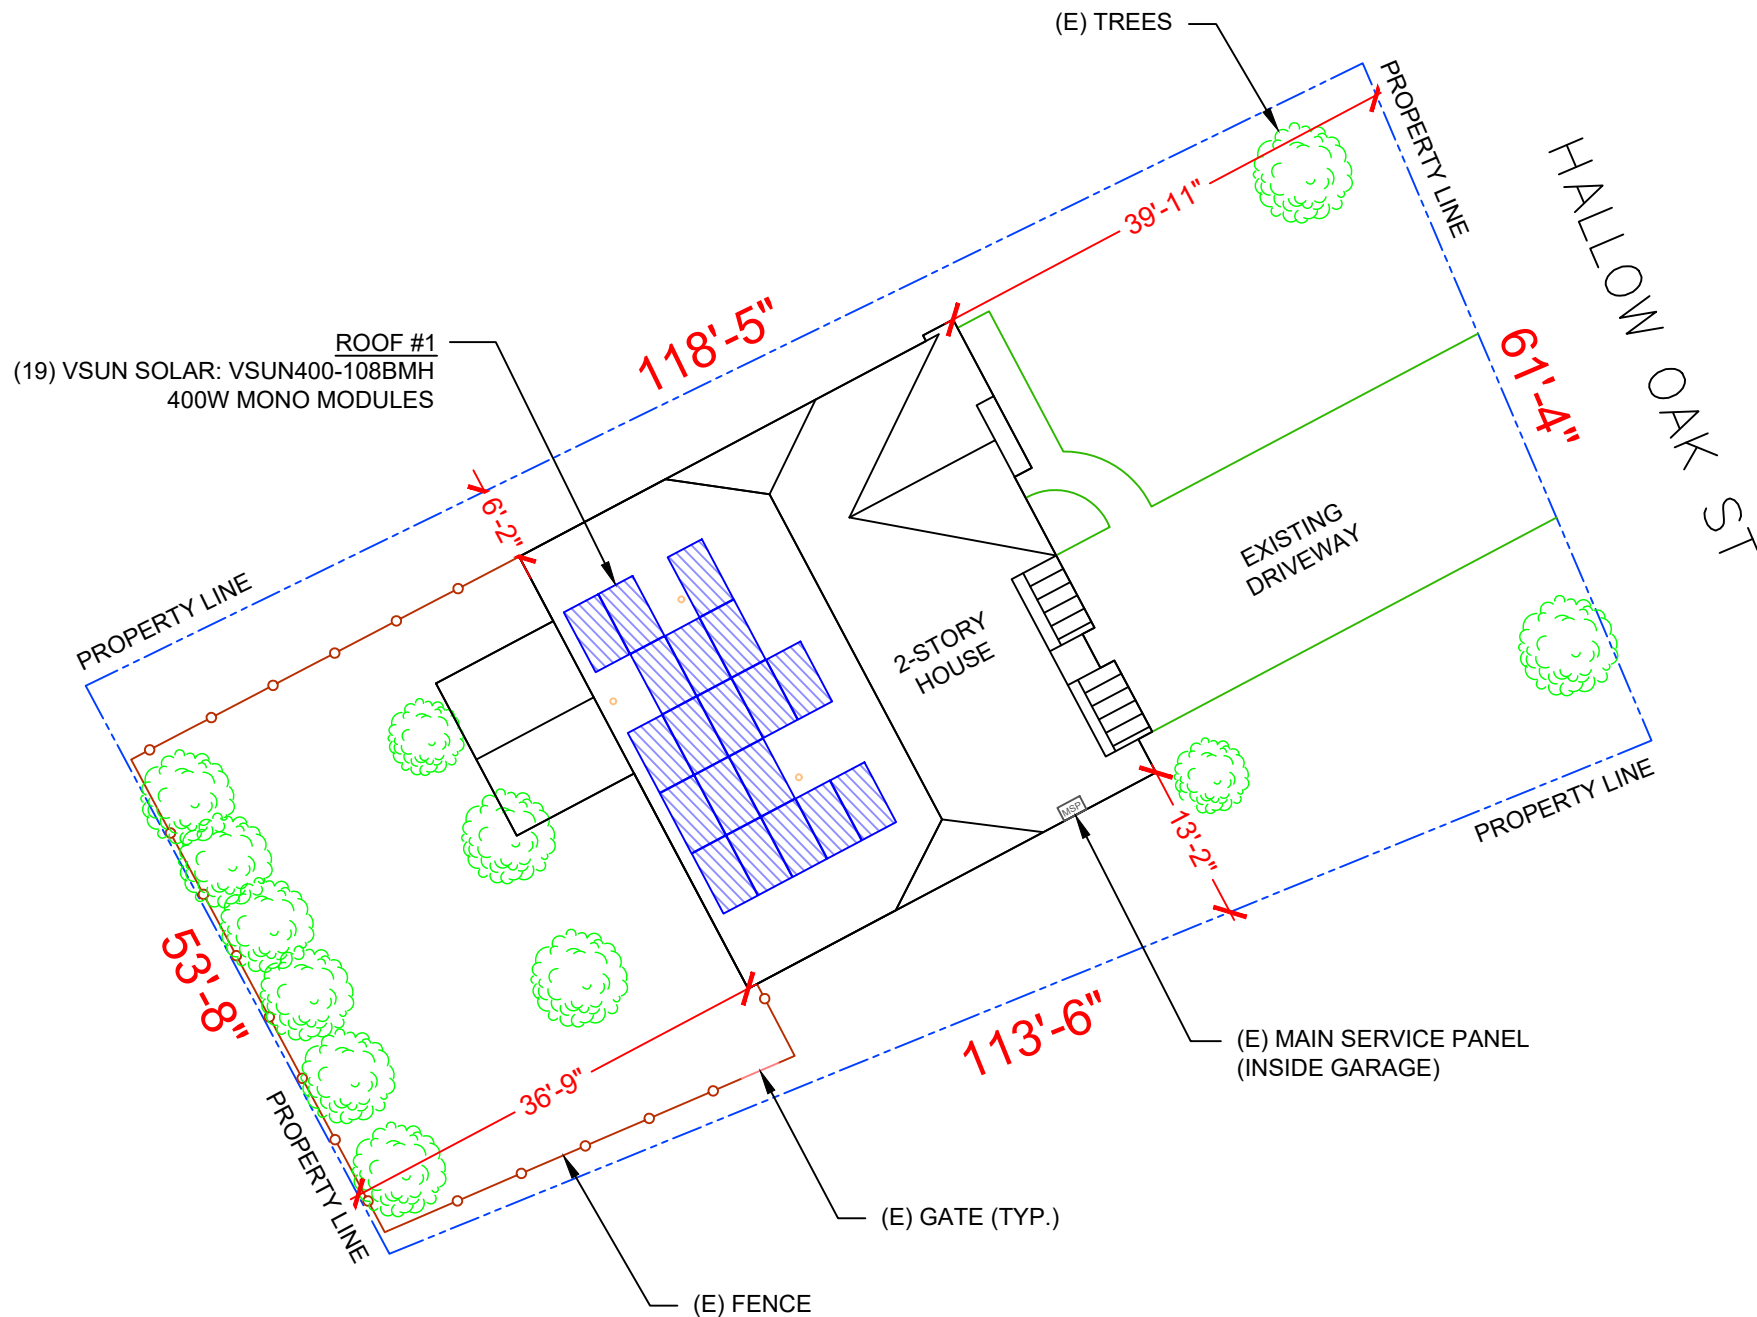 (E) TREES
PROPERTY LINE
HALLOW OAK ST
39'-11"
118'-5"
ROOF #1
(19) VSUN SOLAR: VSUN400-108BMH
400W MONO MODULES
61'-4"
6'-2"
EXISTING
DRIVEWAY
PROPERTY LINE
2-STORY
HOUSE
MSP
13'-2"
PROPERTY LINE
53'-8"
113'-6"
(E) MAIN SERVICE PANEL
(INSIDE GARAGE)
36'-9"
PROPERTY LINE
(E) GATE (TYP.)
(E) FENCE